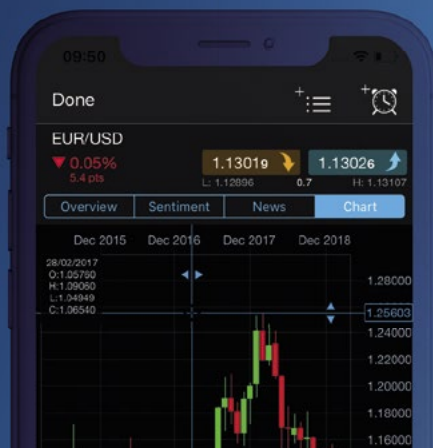 09:50
Done
EUR/USD
0.05%
5.4 pts
1.13019
1.13026
L: 1.12896 0.7 H: 1.13107
Overview Sentiment News Chart
Dec 2015 Dec 2016 Dec 2017 Dec 2018
28/02/2017
O:1.05760
H:1.09060
L:1.04949
C:1.06540
1.28000
1.25603
1.24000
1.22000
1.20000
1.18000
1.16000